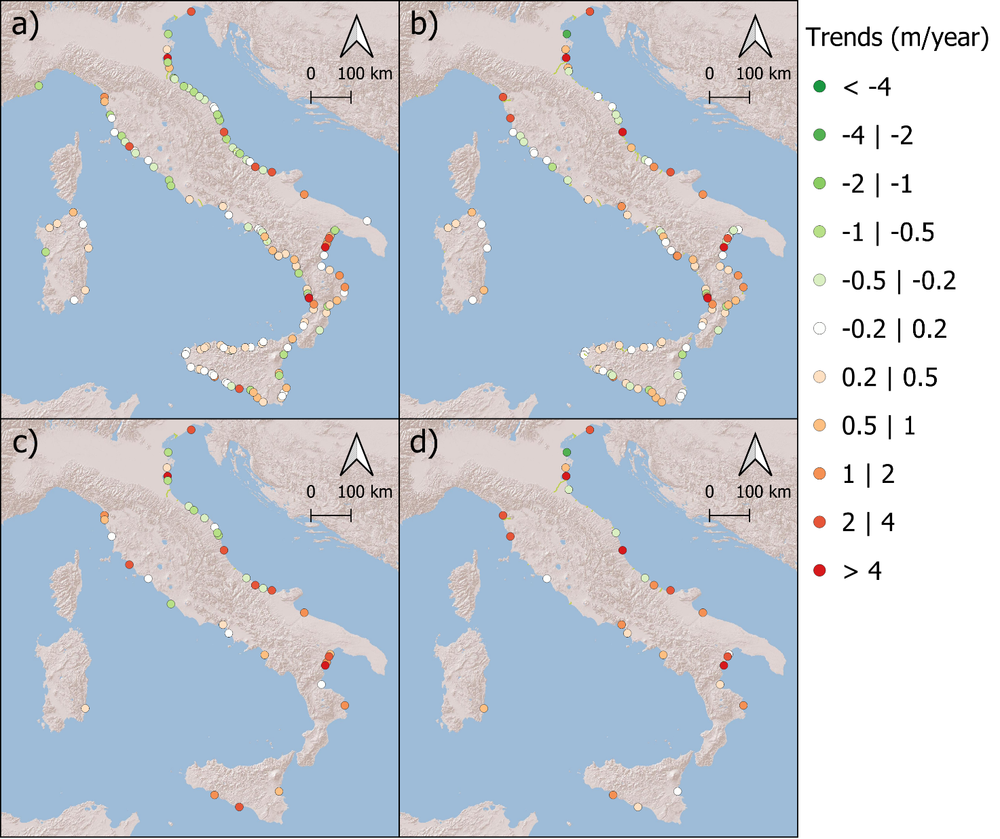 a)
0 100 km
b)
0 100 km
c)
0 100 km
d)
0 100 km
Trends (m/year)
< -4
-4 | -2
-2 | -1
-1 | -0.5
-0.5 | -0.2
-0.2 | 0.2
0.2 | 0.5
0.5 | 1
1 | 2
2 | 4
> 4